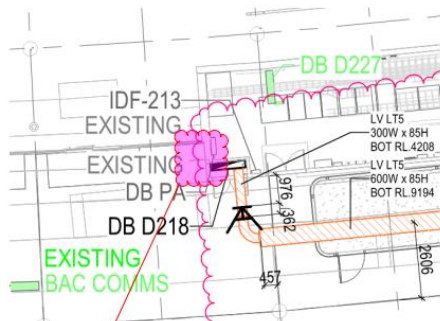 DB D227
IDF-213
EXISTING
LV LT5
300W x 85H
BOT RL.4208
EXISTING
DB PA
LV LT5
600W x 85H
BOT RL.9194
976
362
DB D218
EXISTING
BAC COMMS
457
2606